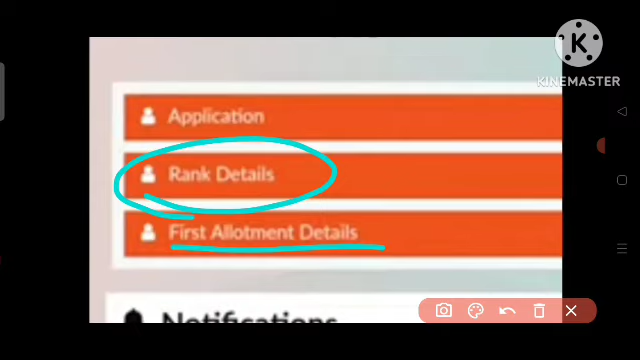 K
KINEMASTER
Application
Rank Details
First Allotment Details
Notifications